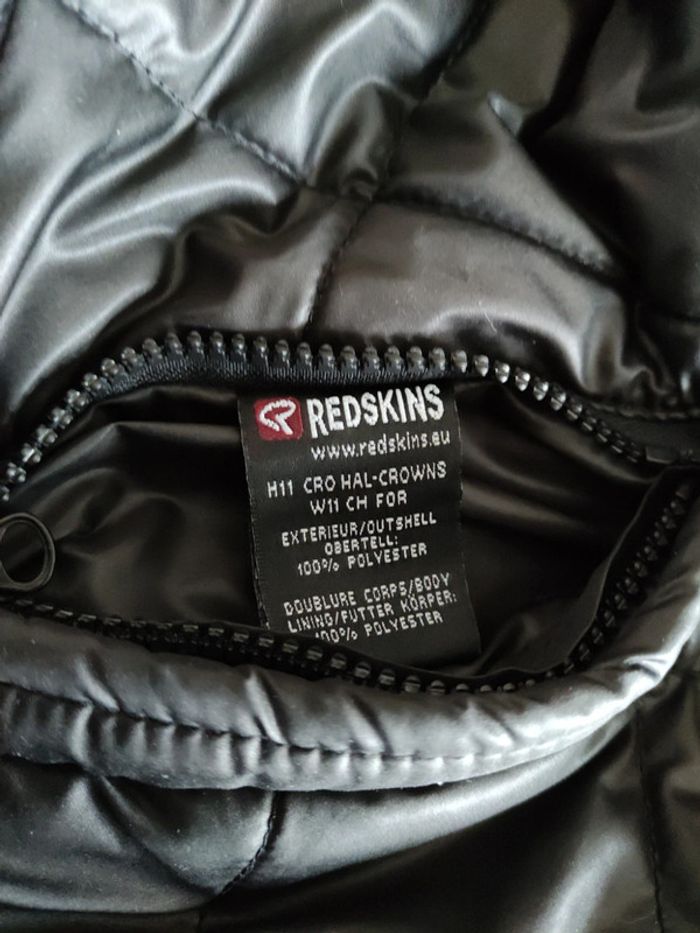 REDSKINS
www.redskins.eu
H11 CRO HAL-CROWNS
W11 CH FOR
EXTERIEUR/OUTSHELL
OBERTELL:
100% POLYESTER
DOUBLURE CORPS/BODY
LINING/FUTTER KÖRPER:
100% POLYESTER